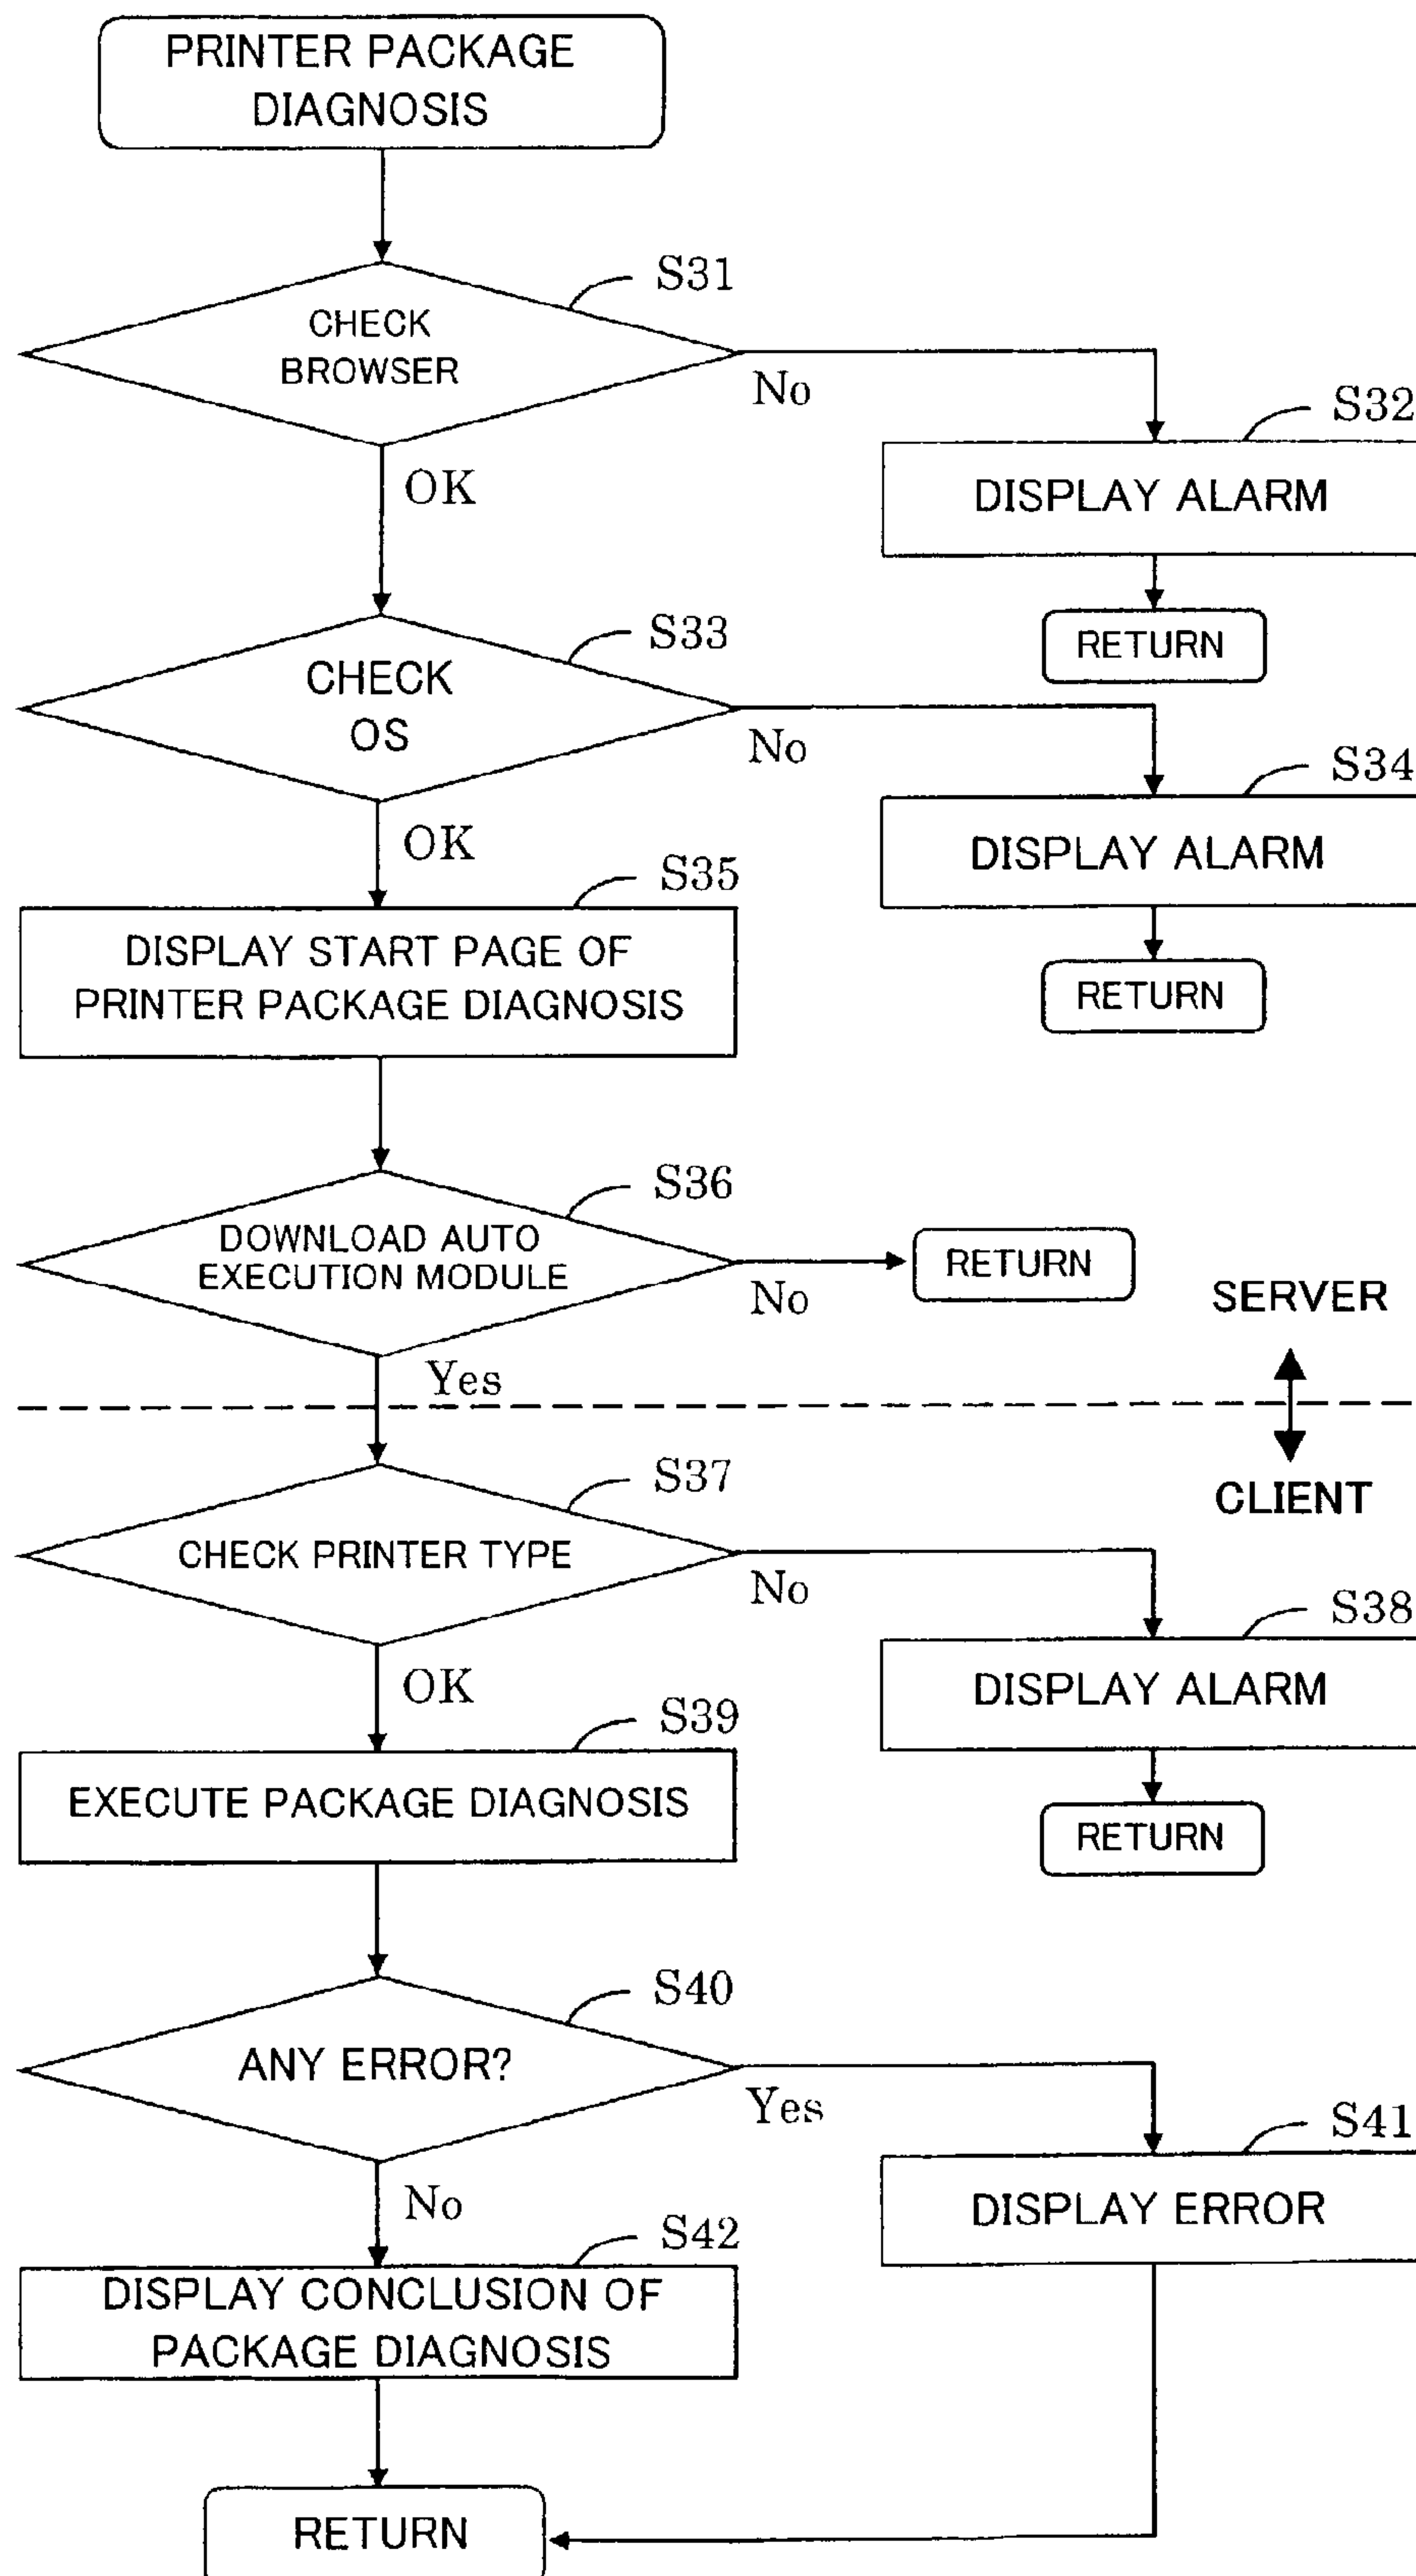 PRINTER PACKAGE
DIAGNOSIS
S31
CHECK
BROWSER
No
S32
OK
DISPLAY ALARM
RETURN
S33
CHECK
OS
No
S34
OK
DISPLAY ALARM
S35
DISPLAY START PAGE OF
PRINTER PACKAGE DIAGNOSIS
RETURN
S36
DOWNLOAD AUTO
EXECUTION MODULE
No
RETURN
SERVER
Yes
CLIENT
S37
CHECK PRINTER TYPE
No
S38
OK
DISPLAY ALARM
S39
EXECUTE PACKAGE DIAGNOSIS
RETURN
S40
ANY ERROR?
Yes
S41
No
DISPLAY ERROR
S42
DISPLAY CONCLUSION OF
PACKAGE DIAGNOSIS
RETURN